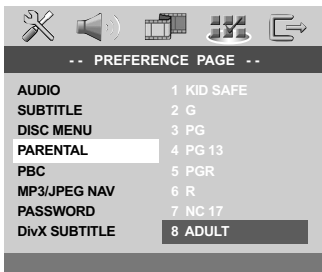 - - PREFERENCE PAGE - -
AUDIO 1 KID SAFE
SUBTITLE 2 G
DISC MENU 3 PG
PARENTAL 4 PG 13
PBC 5 PGR
MP3/JPEG NAV 6 R
PASSWORD 7 NC 17
DivX SUBTITLE 8 ADULT